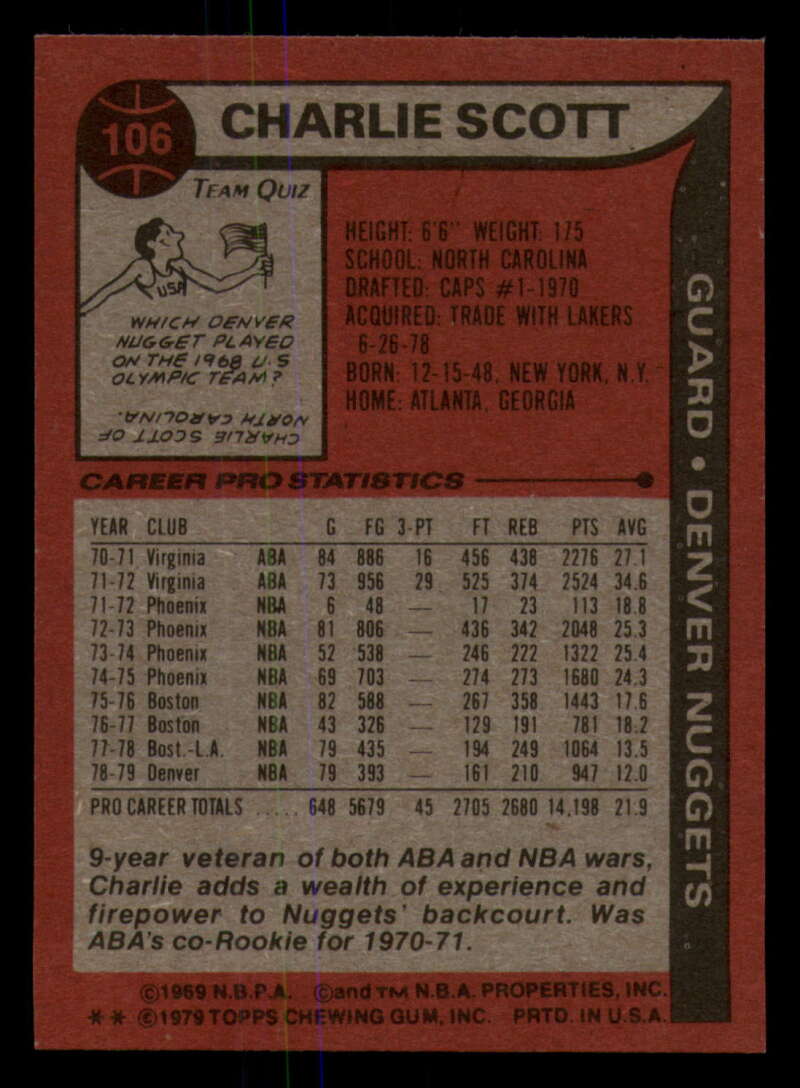 106
CHARLIE SCOTT
TEAM QUIZ
USA
WHICH DENVER
NUGGET PLAYED
ON THE 1968 U.S
OLYMPIC TEAM?
CHARLIE SCOTT OF
NORTH CAROLINA.
HEIGHT: 6'6" WEIGHT: 175
SCHOOL: NORTH CAROLINA
DRAFTED: CAPS #1-1970
ACQUIRED: TRADE WITH LAKERS
6-26-78
BORN: 12-15-48, NEW YORK, N.Y.
HOME: ATLANTA, GEORGIA
GUARD • DENVER NUGGETS
CAREER PRO STATISTICS
YEAR CLUB G FG 3-PT FT REB PTS AVG
70-71 Virginia ABA 84 886 16 456 438 2276 27.1
71-72 Virginia ABA 73 956 29 525 374 2524 34.6
71-72 Phoenix NBA 6 48 — 17 23 113 18.8
72-73 Phoenix NBA 81 806 — 436 342 2048 25.3
73-74 Phoenix NBA 52 538 — 246 222 1322 25.4
74-75 Phoenix NBA 69 703 — 274 273 1680 24.3
75-76 Boston NBA 82 588 — 267 358 1443 17.6
76-77 Boston NBA 43 326 — 129 191 781 18.2
77-78 Bost.-L.A. NBA 79 435 — 194 249 1064 13.5
78-79 Denver NBA 79 393 — 161 210 947 12.0
PRO CAREER TOTALS ..... 648 5679 45 2705 2680 14,198 21.9
9-year veteran of both ABA and NBA wars,
Charlie adds a wealth of experience and
firepower to Nuggets' backcourt. Was
ABA's co-Rookie for 1970-71.
©1969 N.B.P.A. ©and TM N.B.A. PROPERTIES, INC.
** ©1979 TOPPS CHEWING GUM, INC. PRTD. IN U.S.A.